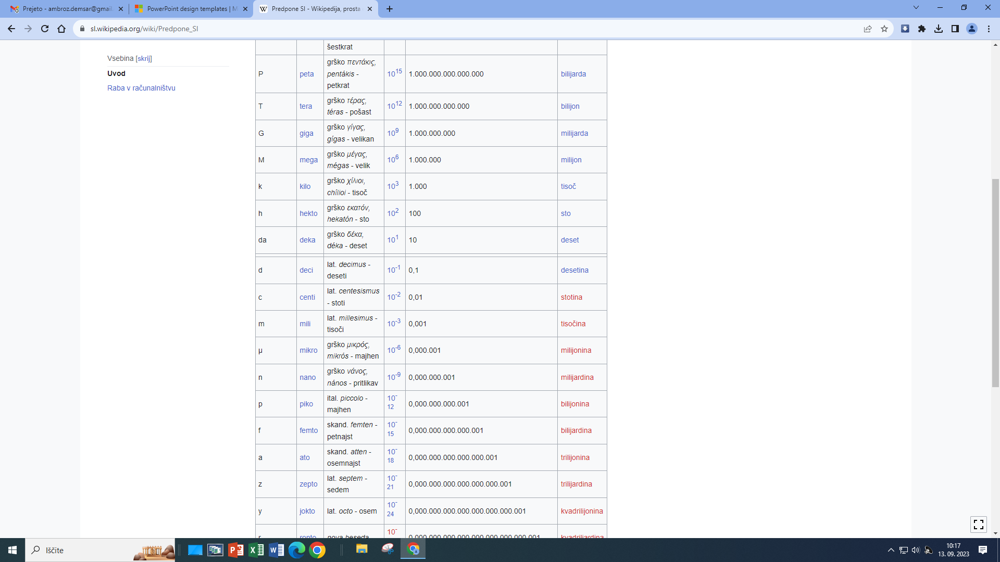 Prejeto - ambroz.demsar@gmail.
PowerPoint design templates | M
Predpone SI - Wikipedija, prosta
sl.wikipedia.org/wiki/Predpone_SI
Vsebina [skrij]
Uvod
Raba v računalništvu
šestkrat
P peta grško πεντάκις, pentákis - petkrat 10^15 1.000.000.000.000.000 bilijarda
T tera grško τέρας, téras - pošast 10^12 1.000.000.000.000 bilijon
G giga grško γίγας, gígas - velikan 10^9 1.000.000.000 milijarda
M mega grško μέγας, mégas - velik 10^6 1.000.000 milijon
k kilo grško χίλιοι, chílioi - tisoč 10^3 1.000 tisoč
h hekto grško εκατόν, hekatón - sto 10^2 100 sto
da deka grško δέκα, déka - deset 10^1 10 deset
d deci lat. decimus - deseti 10^-1 0,1 desetina
c centi lat. centesismus - stoti 10^-2 0,01 stotina
m mili lat. millesimus - tisoči 10^-3 0,001 tisočina
µ mikro grško μικρός, mikrós - majhen 10^-6 0,000.001 milijonina
n nano grško νάνος, nános - pritlikav 10^-9 0,000.000.001 milijardina
p piko ital. piccolo - majhen 10^-12 0,000.000.000.001 bilijonina
f femto skand. femten - petnajst 10^-15 0,000.000.000.000.001 bilijardina
a ato skand. atten - osemnajst 10^-18 0,000.000.000.000.000.001 trilijonina
z zepto lat. septem - sedem 10^-21 0,000.000.000.000.000.000.001 trilijardina
y jokto lat. octo - osem 10^-24 0,000.000.000.000.000.000.000.001 kvadrilijonina
r ronto nova beseda 10^- 0,000.000.000.000.000.000.000.000.001 kvadrilijardina
Iščite
10:17
13. 09. 2023